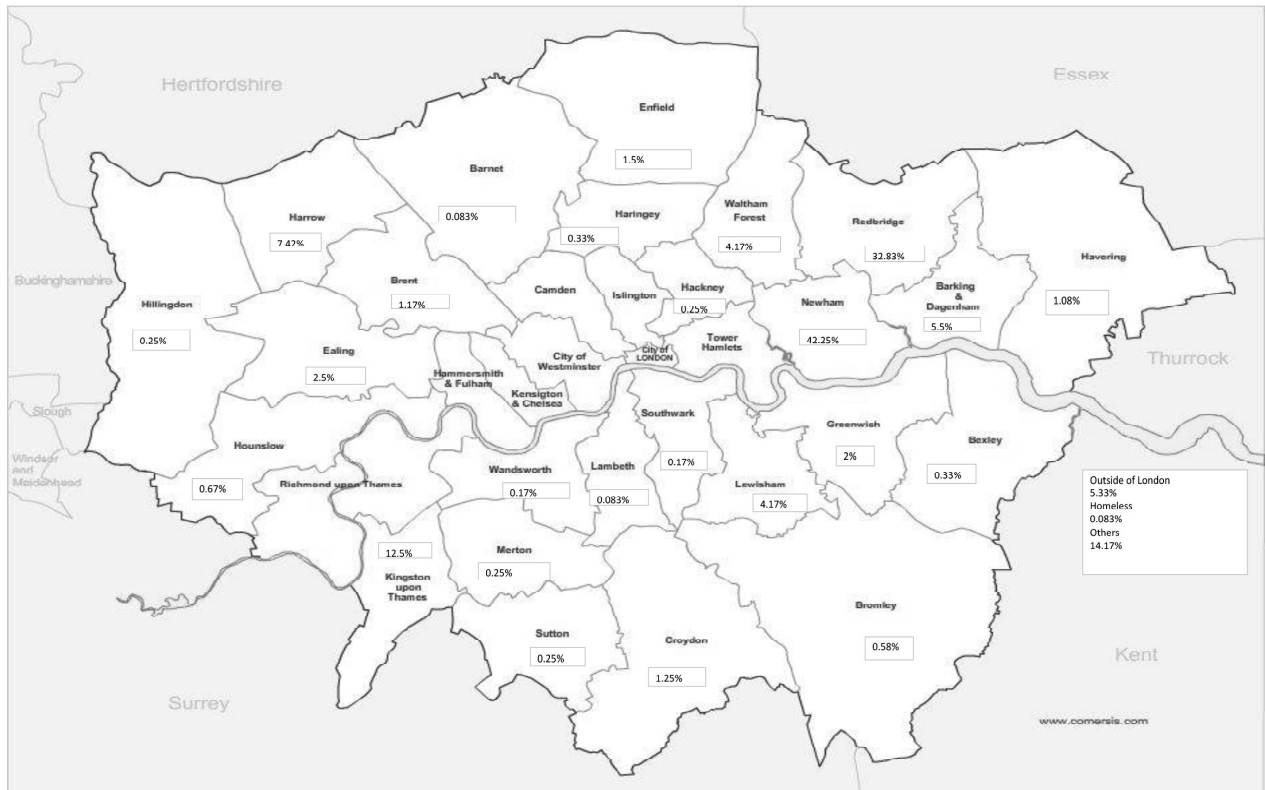 Hertfordshire
Essex
Enfield
1.5%
Barnet
0.083%
Haringey
0.33%
Waltham
Forest
4.17%
Redbridge
32.83%
Harrow
7.42%
Havering
1.08%
Buckinghamshire
Hillingdon
0.25%
Brent
1.17%
Camden
Islington
Hackney
0.25%
Newham
42.25%
Barking
&
Dagenham
5.5%
Ealing
2.5%
Hammersmith
& Fulham
Kensigton
& Chelsea
City of
Westminster
City of
LONDON
Tower
Hamlets
Thurrock
Slough
Windsor
and
Maidenhead
Hounslow
0.67%
Richmond upon Thames
Wandsworth
0.17%
Lambeth
0.083%
Southwark
0.17%
Lewisham
4.17%
Greenwich
2%
Bexley
0.33%
Outside of London
5.33%
Homeless
0.083%
Others
14.17%
12.5%
Kingston
upon
Thames
Merton
0.25%
Sutton
0.25%
Croydon
1.25%
Bromley
0.58%
Surrey
Kent
www.comersis.com